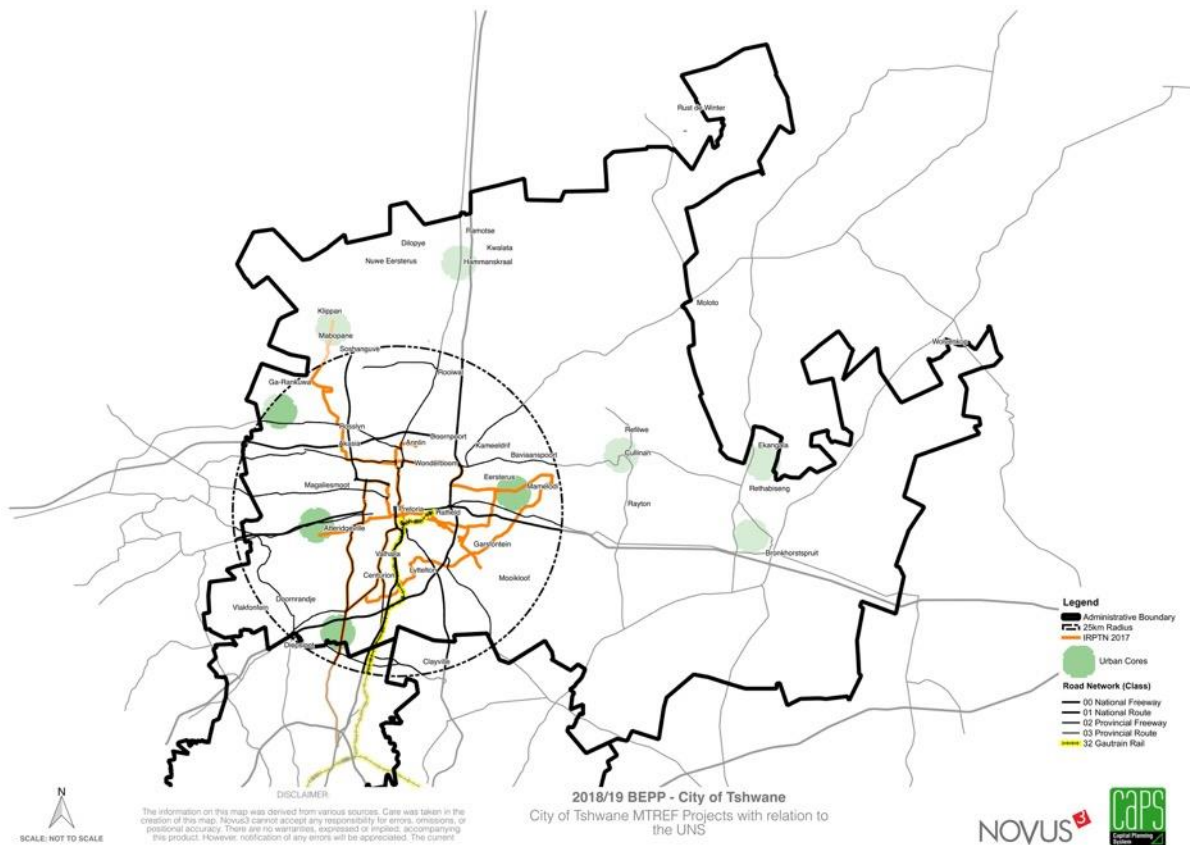 Rust de Winter
Ramotse
Dilopye
Kwalata
Nuwe Eersterus
Hammanskraal
Klippan
Moloto
Mabopane
Soshanguve
Rooiwal
Ga-Rankuwa
Rosslyn
Refilwe
Akasia
Annlin
Boornpoort
Kameeldrif
Ekangala
Baviaanspoort
Cullinan
Wonderboom
Eersterus
Magaliesmoot
Mamelodi
Rethabiseng
Rayton
Pretoria
Hatfield
Atteridgeville
Garsfontein
Valhalla
Bronkhorstspruit
Centurion
Lyttelton
Mooikloof
Doornrandje
Vlakfontein
Diepsloot
Clayville
Legend
Administrative Boundary
25km Radius
IRPTN 2017
Urban Cores
Road Network (Class)
00 National Freeway
01 National Route
02 Provincial Freeway
03 Provincial Route
32 Gautrain Rail
N
SCALE: NOT TO SCALE
DISCLAIMER:
The information on this map was derived from various sources. Care was taken in the
creation of this map. Novus3 cannot accept any responsibility for errors, omissions, or
positional accuracy. There are no warranties, expressed or implied, accompanying
this product. However, notification of any errors will be appreciated. The current
2018/19 BEPP - City of Tshwane
City of Tshwane MTREF Projects with relation to
the UNS
NOVUS3
CAPS
Capital Planning
System